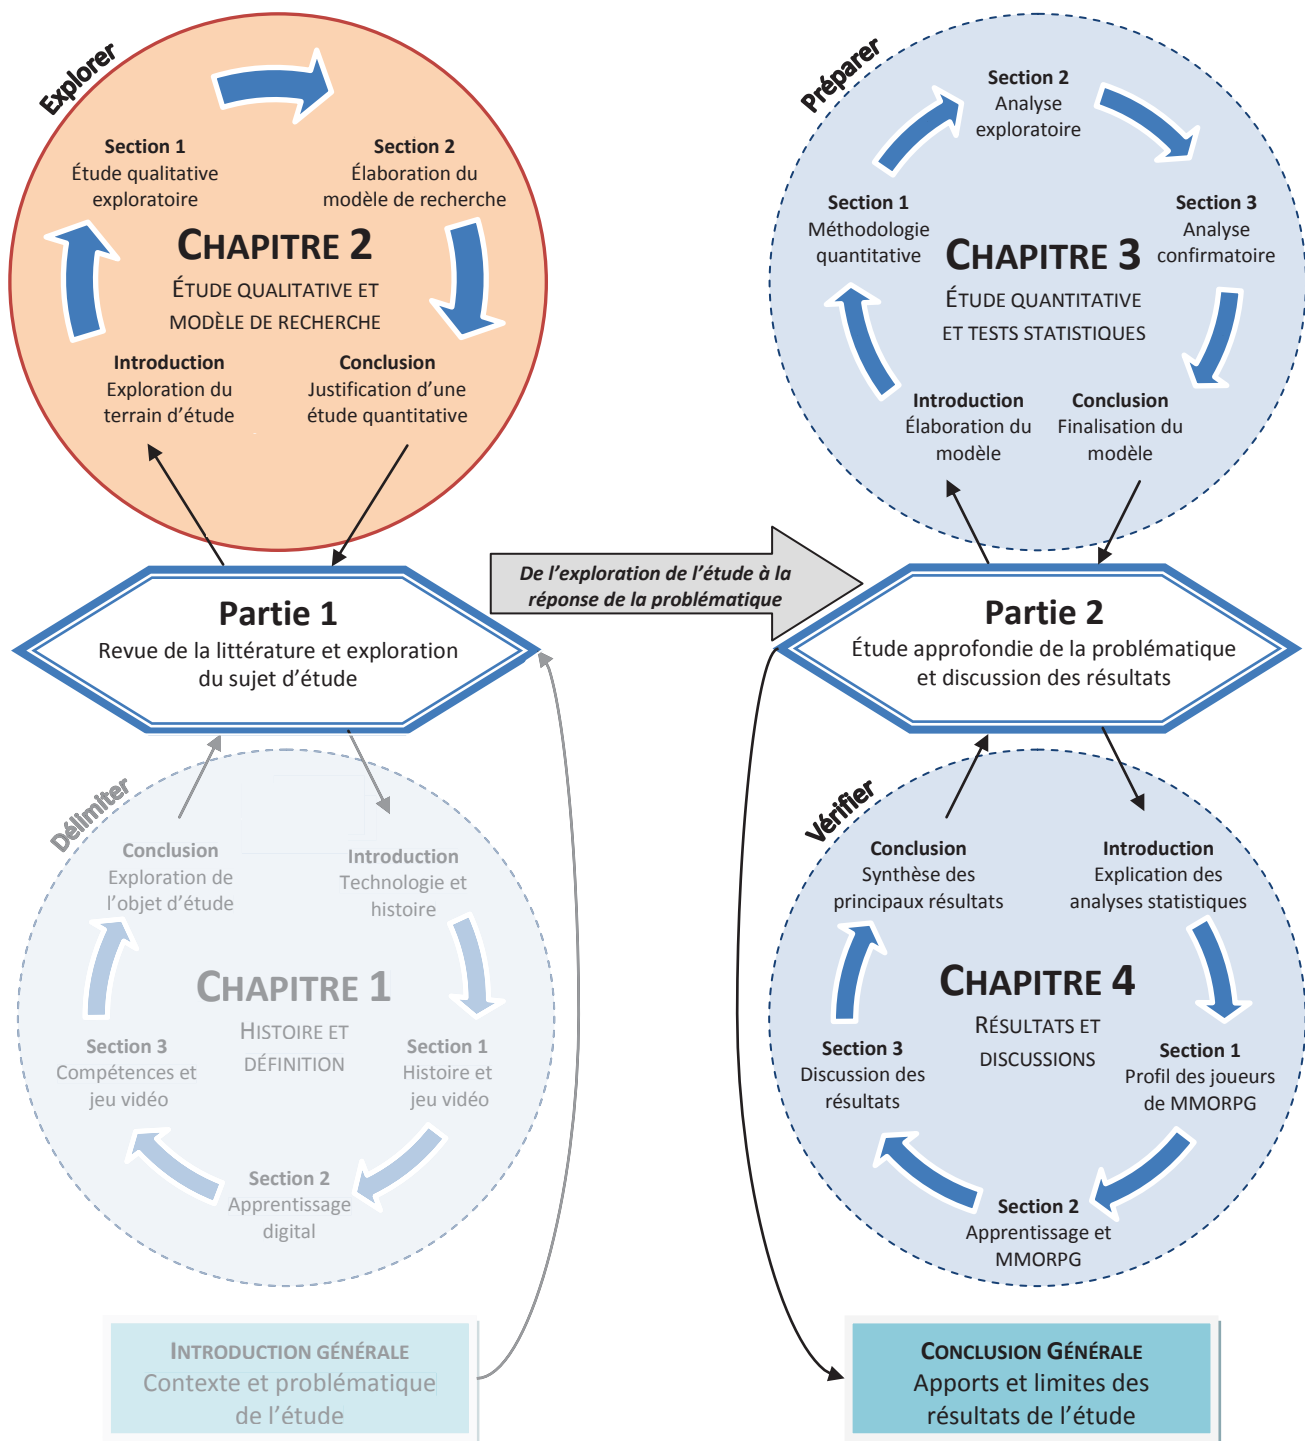 Explorer
Section 1
Étude qualitative
exploratoire
Section 2
Élaboration du
modèle de recherche
CHAPITRE 2
ÉTUDE QUALITATIVE ET
MODÈLE DE RECHERCHE
Introduction
Exploration du
terrain d'étude
Conclusion
Justification d'une
étude quantitative
Préparer
Section 2
Analyse
exploratoire
Section 1
Méthodologie
quantitative
Section 3
Analyse
confirmatoire
CHAPITRE 3
ÉTUDE QUANTITATIVE
ET TESTS STATISTIQUES
Introduction
Élaboration du
modèle
Conclusion
Finalisation du
modèle
Partie 1
Revue de la littérature et exploration
du sujet d'étude
De l'exploration de l'étude à la
réponse de la problématique
Partie 2
Étude approfondie de la problématique
et discussion des résultats
Délimiter
Conclusion
Exploration de
l'objet d'étude
Introduction
Technologie et
histoire
CHAPITRE 1
HISTOIRE ET
DÉFINITION
Section 3
Compétences et
jeu vidéo
Section 1
Histoire et
jeu vidéo
Section 2
Apprentissage
digital
Vérifier
Conclusion
Synthèse des
principaux résultats
Introduction
Explication des
analyses statistiques
CHAPITRE 4
RÉSULTATS ET
DISCUSSIONS
Section 3
Discussion des
résultats
Section 1
Profil des joueurs
de MMORPG
Section 2
Apprentissage et
MMORPG
INTRODUCTION GÉNÉRALE
Contexte et problématique
de l'étude
CONCLUSION GÉNÉRALE
Apports et limites des
résultats de l'étude